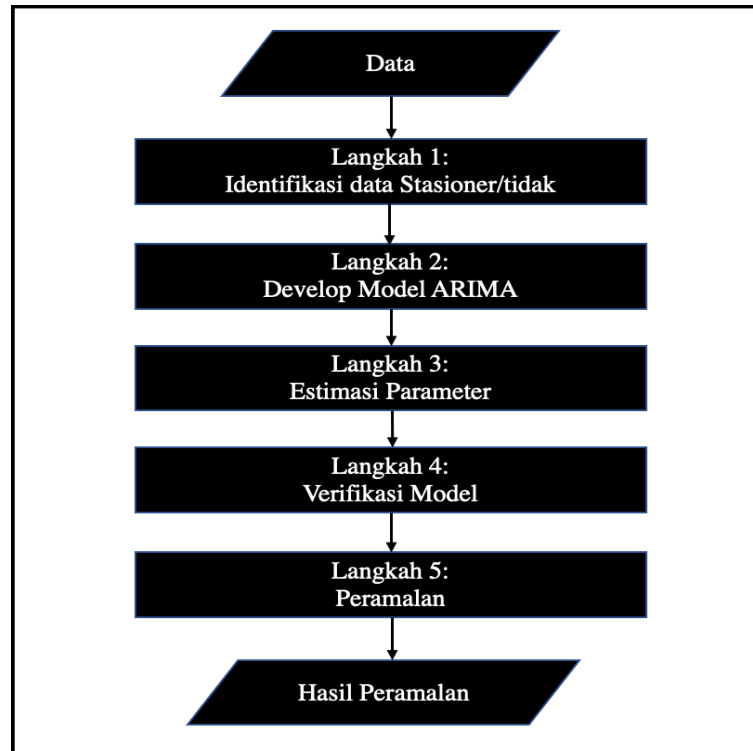 Data
Langkah 1:
Identifikasi data Stasioner/tidak
Langkah 2:
Develop Model ARIMA
Langkah 3:
Estimasi Parameter
Langkah 4:
Verifikasi Model
Langkah 5:
Peramalan
Hasil Peramalan